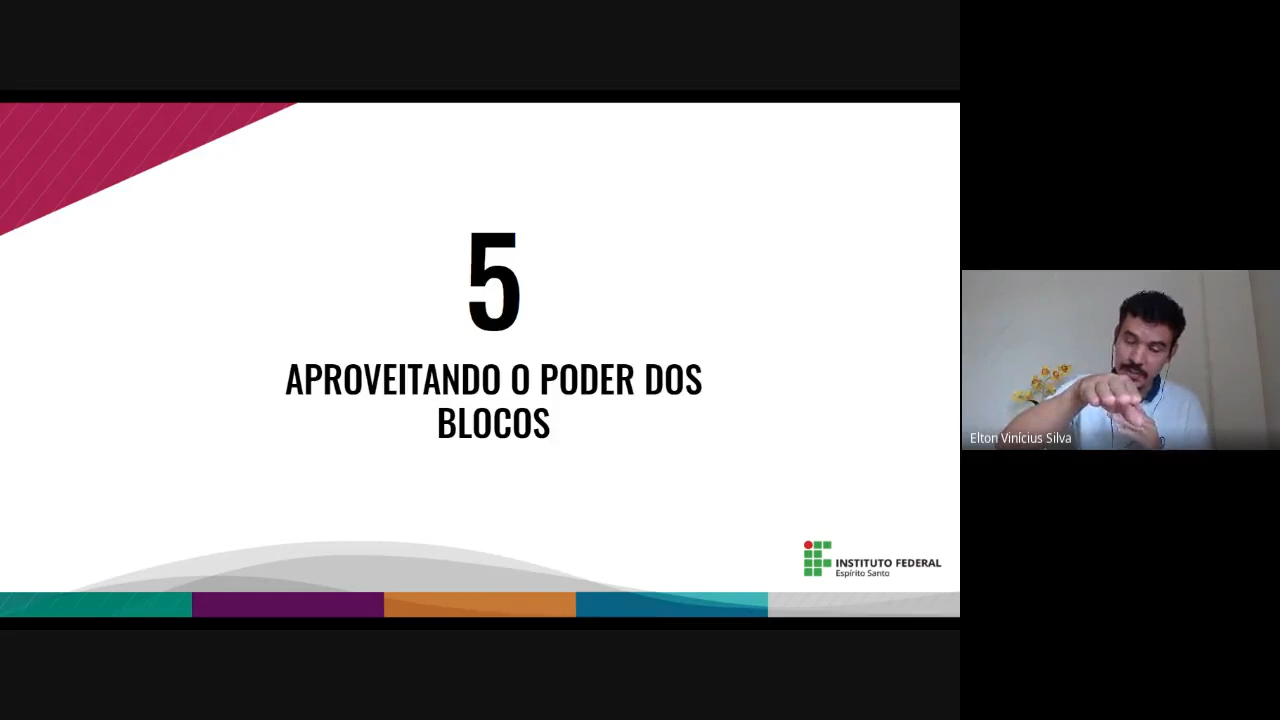 5
APROVEITANDO O PODER DOS
BLOCOS
INSTITUTO FEDERAL
Espírito Santo
Elton Vinícius Silva